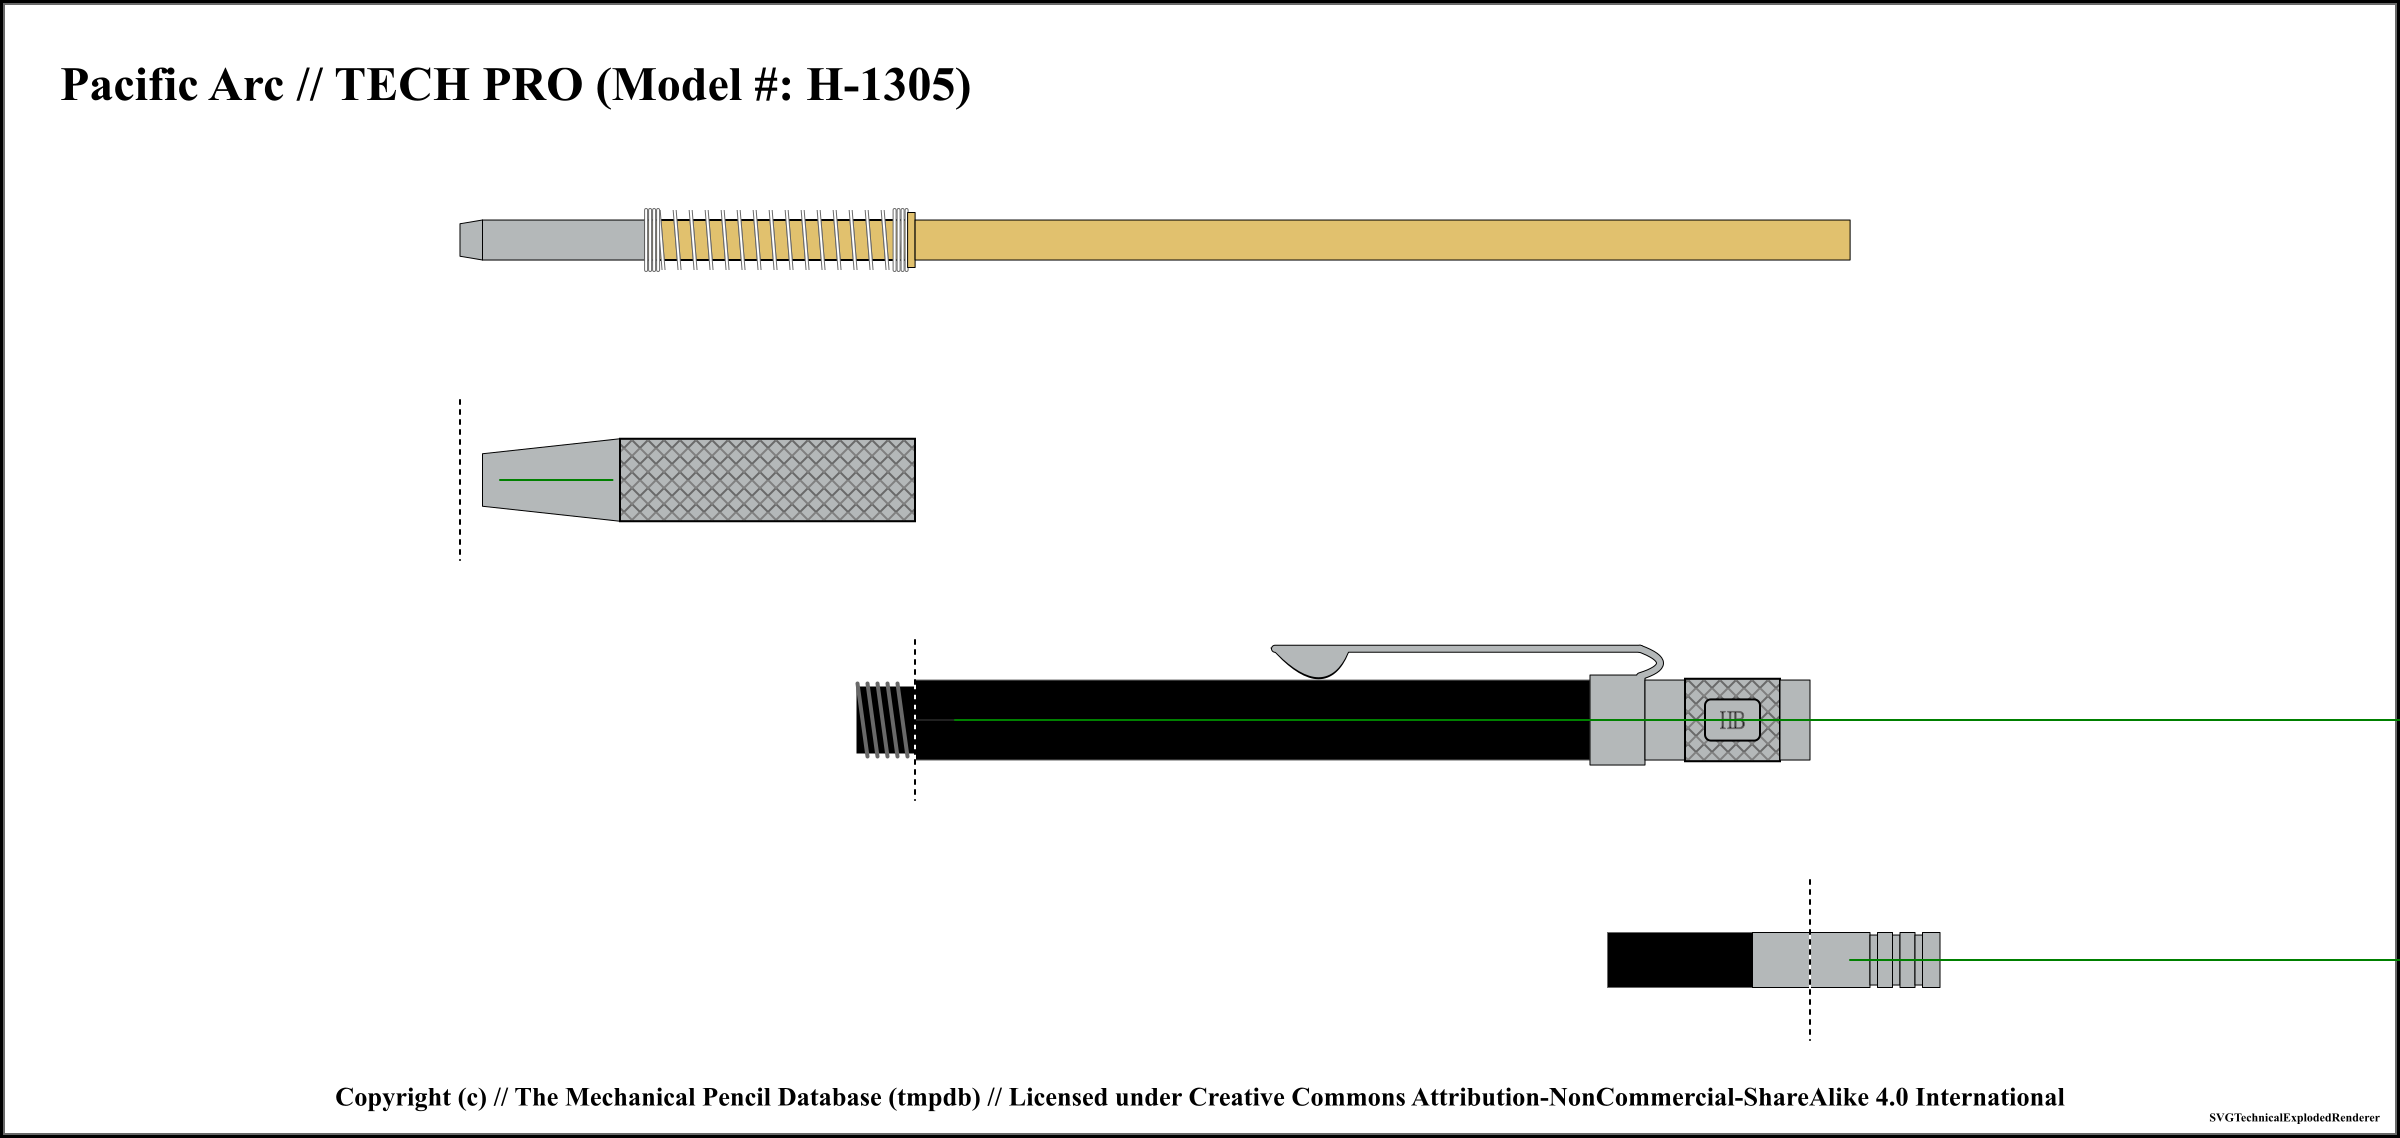 Pacific Arc // TECH PRO (Model #: H-1305)
HB
Copyright (c) // The Mechanical Pencil Database (tmpdb) // Licensed under Creative Commons Attribution-NonCommercial-ShareAlike 4.0 International
SVGTechnicalExplodedRenderer